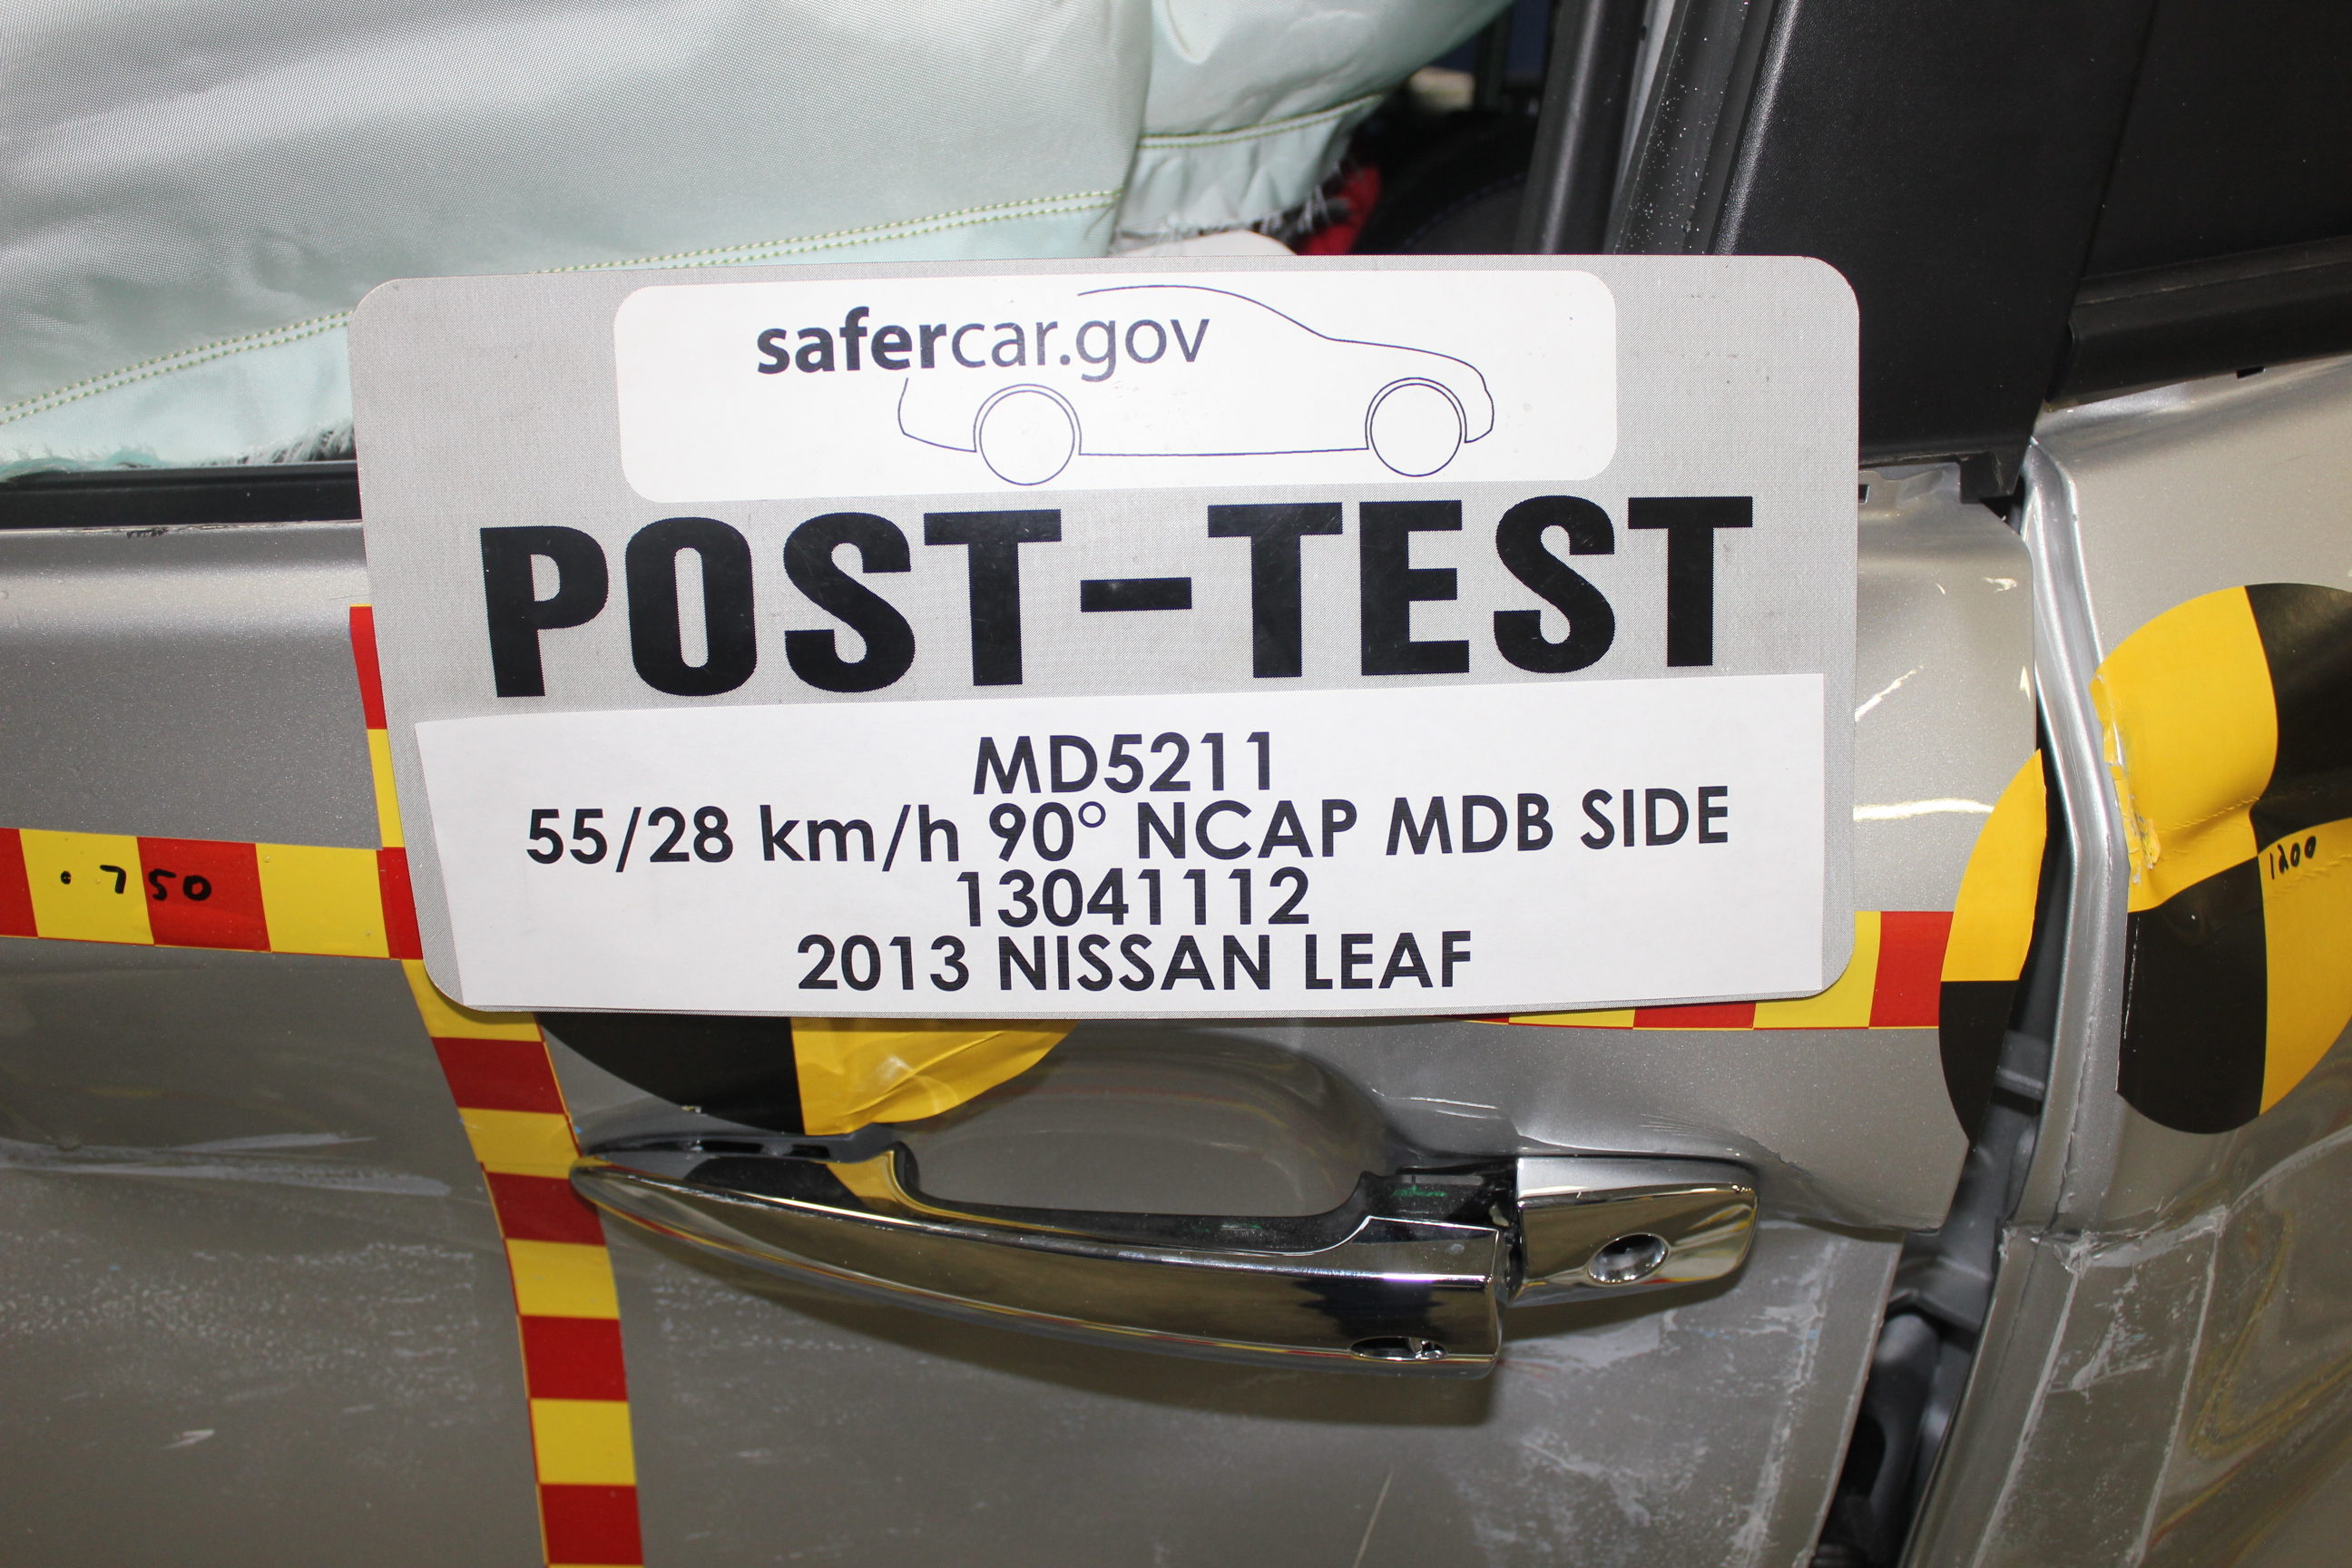 safercar.gov
POST-TEST
MD5211
55/28 km/h 90° NCAP MDB SIDE
13041112
2013 NISSAN LEAF
.750
1200